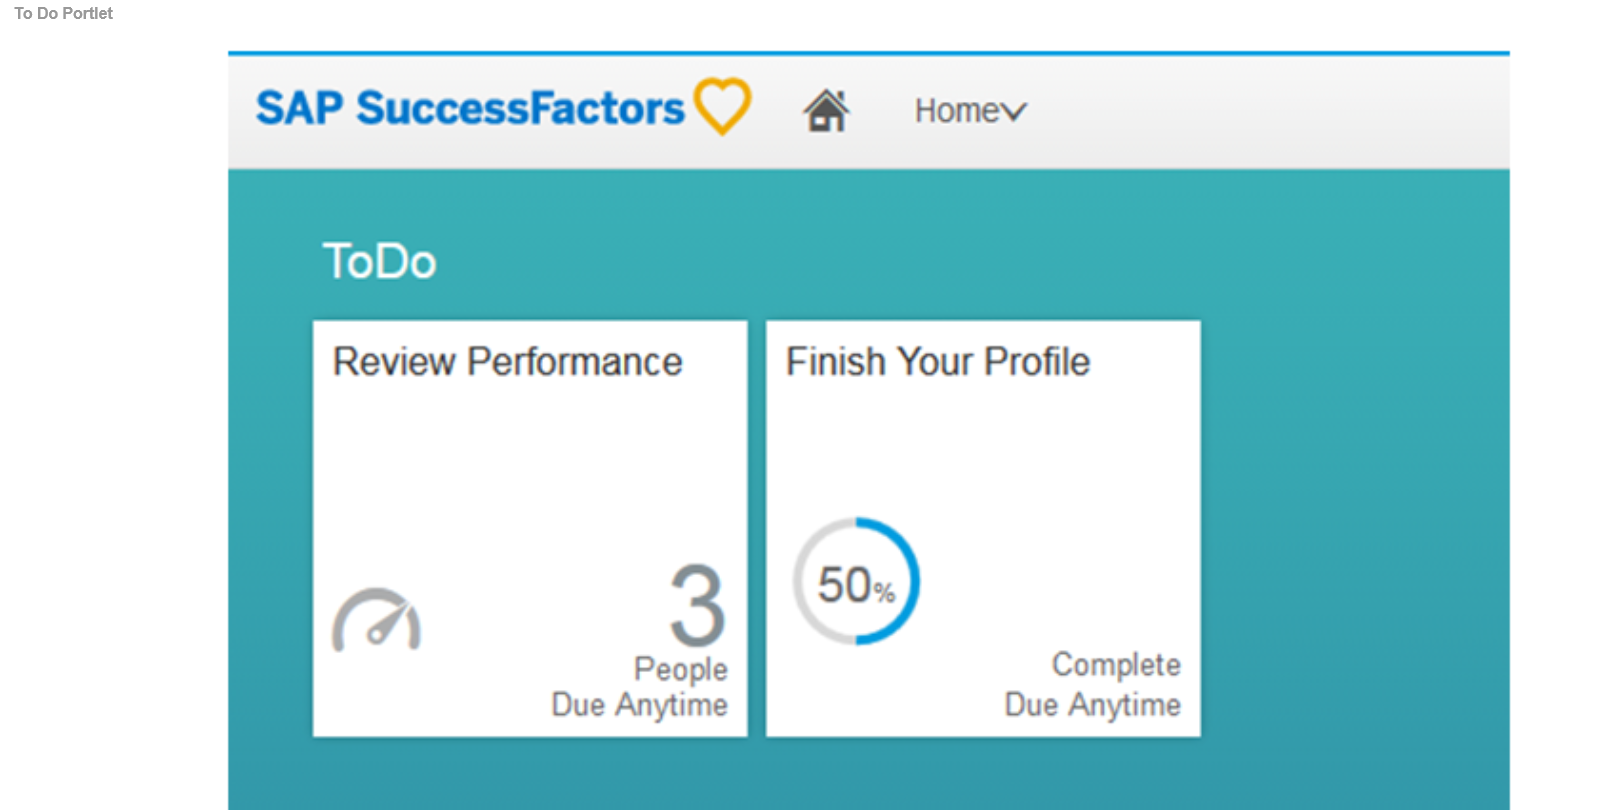 To Do Portlet
SAP SuccessFactors
Home
ToDo
Review Performance
3
People
Due Anytime
Finish Your Profile
50%
Complete
Due Anytime